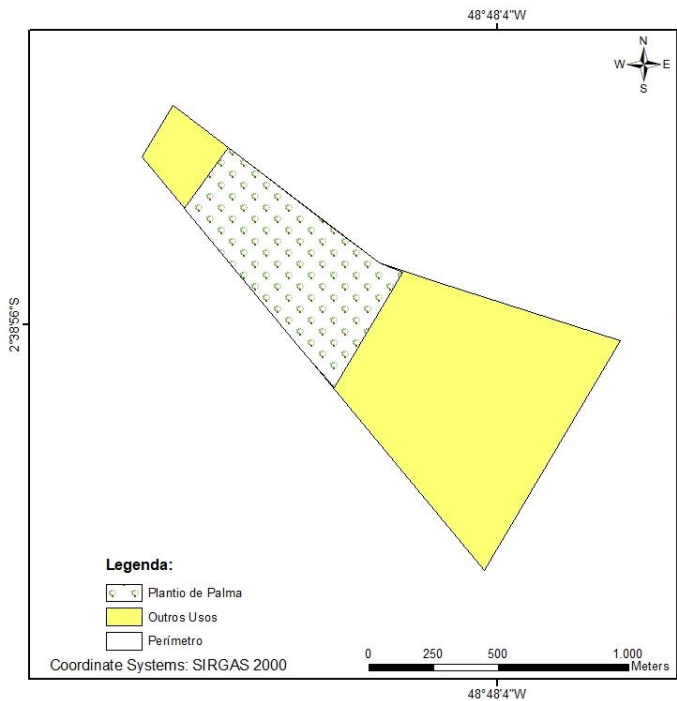 48°48'4"W
N
W E
S
2°38'56"S
Legenda:
Plantio de Palma
Outros Usos
Perímetro
Coordinate Systems: SIRGAS 2000
0 250 500 1.000
Meters
48°48'4"W